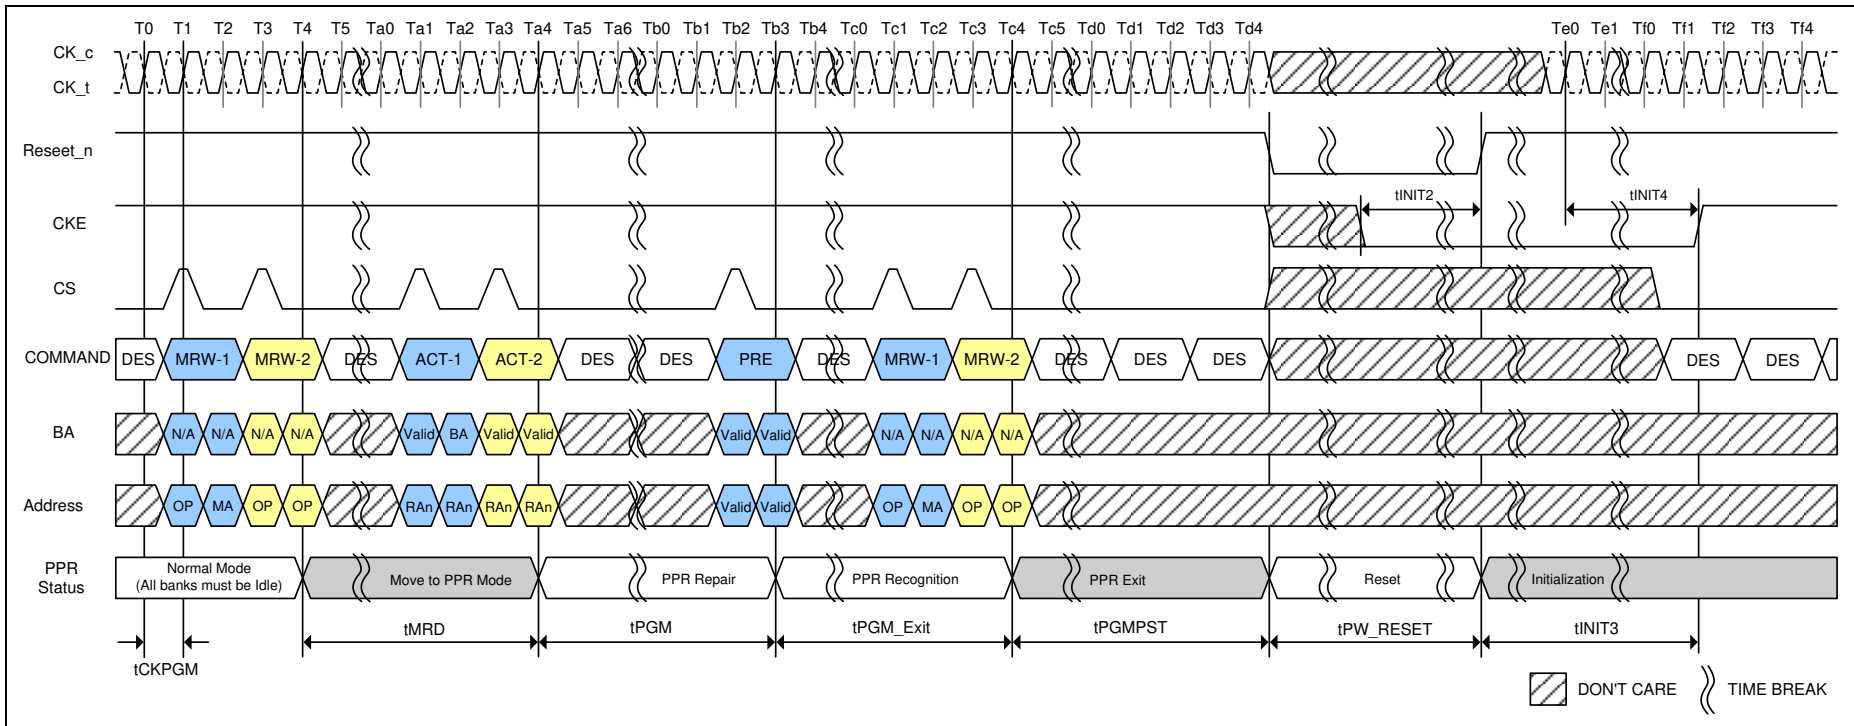 T0 T1 T2 T3 T4 T5 Ta0 Ta1 Ta2 Ta3 Ta4 Ta5 Ta6 Tb0 Tb1 Tb2 Tb3 Tb4 Tc0 Tc1 Tc2 Tc3 Tc4 Tc5 Td0 Td1 Td2 Td3 Td4 Te0 Te1 Tf0 Tf1 Tf2 Tf3 Tf4
CK_c
CK_t
Reseet_n
CKE tINIT2 tINIT4
CS
COMMAND DES MRW-1 MRW-2 DES ACT-1 ACT-2 DES DES PRE DES MRW-1 MRW-2 DES DES DES DES DES
BA N/A N/A N/A N/A Valid BA Valid Valid Valid Valid N/A N/A N/A N/A
Address OP MA OP OP RAn RAn RAn RAn Valid Valid OP MA OP OP
PPR Status Normal Mode (All banks must be Idle) Move to PPR Mode PPR Repair PPR Recognition PPR Exit Reset Initialization
tMRD tPGM tPGM_Exit tPGMPST tPW_RESET tINIT3
tCKPGM
DON'T CARE TIME BREAK